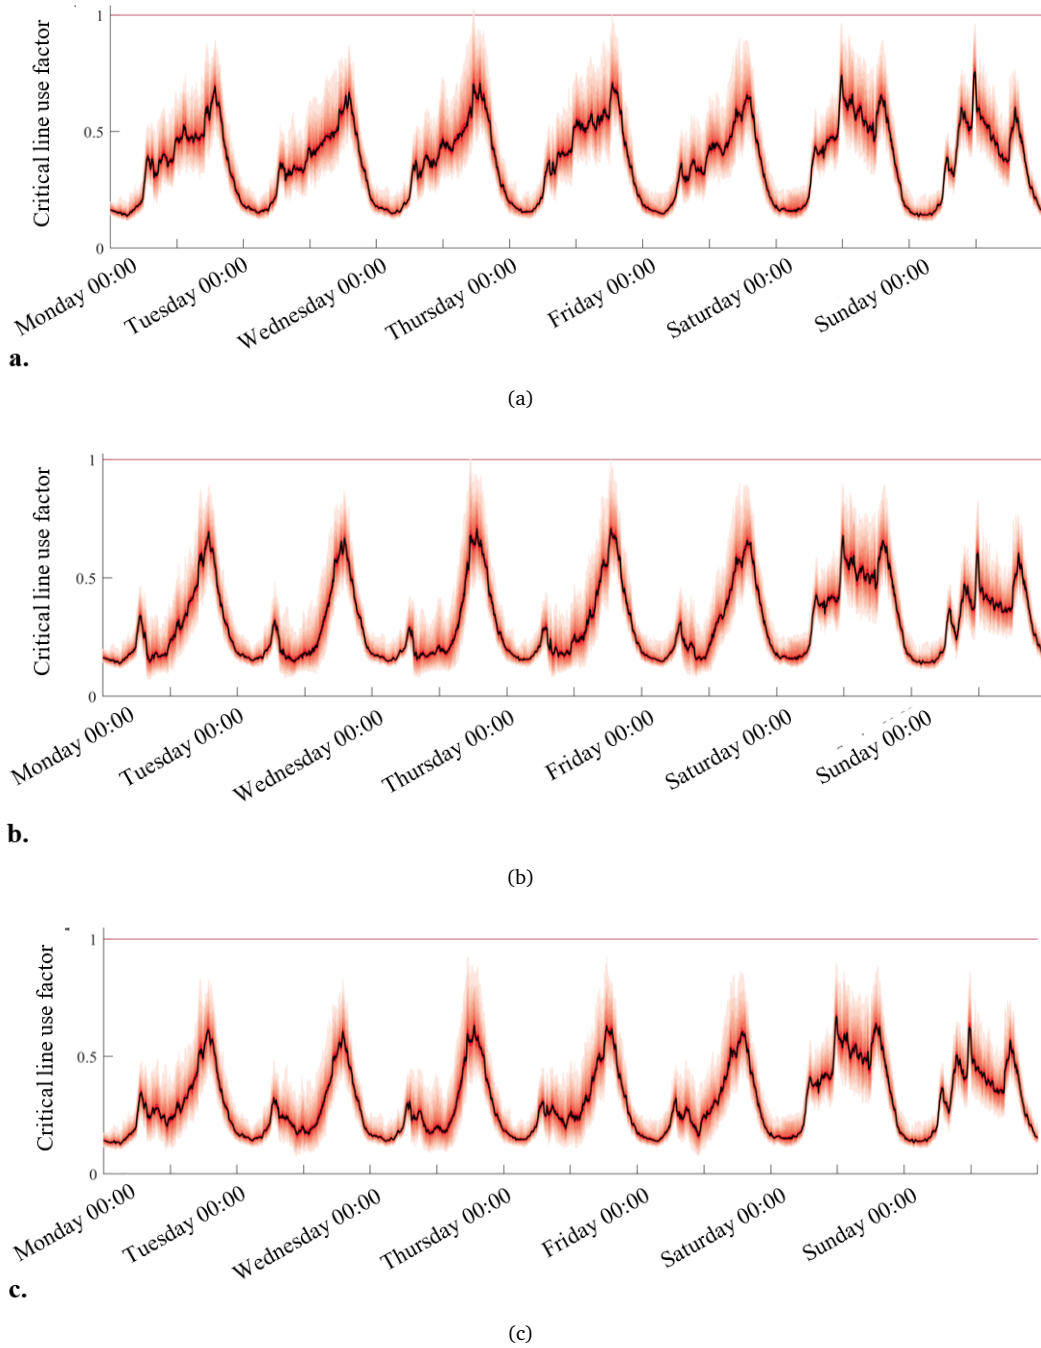 1
0.5
0
Critical line use factor
Monday 00:00
Tuesday 00:00
Wednesday 00:00
Thursday 00:00
Friday 00:00
Saturday 00:00
Sunday 00:00
a.
(a)
1
0.5
0
Critical line use factor
Monday 00:00
Tuesday 00:00
Wednesday 00:00
Thursday 00:00
Friday 00:00
Saturday 00:00
Sunday 00:00
b.
(b)
1
0.5
0
Critical line use factor
Monday 00:00
Tuesday 00:00
Wednesday 00:00
Thursday 00:00
Friday 00:00
Saturday 00:00
Sunday 00:00
c.
(c)